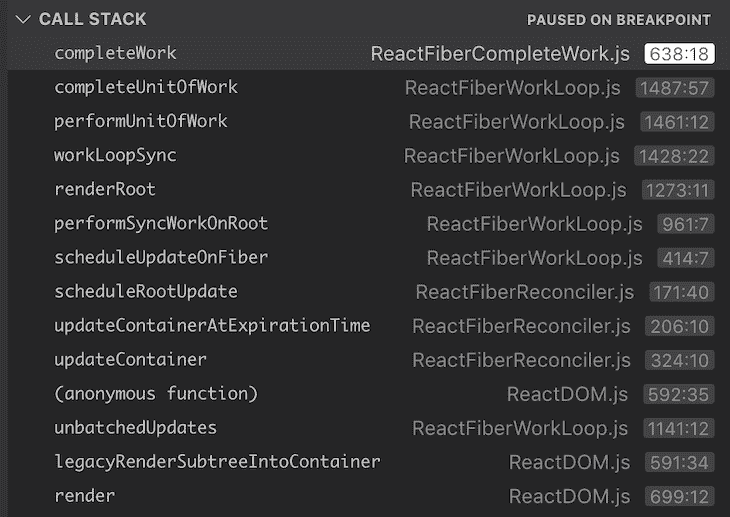 CALL STACK PAUSED ON BREAKPOINT
completeWork ReactFiberCompleteWork.js 638:18
completeUnitOfWork ReactFiberWorkLoop.js 1487:57
performUnitOfWork ReactFiberWorkLoop.js 1461:12
workLoopSync ReactFiberWorkLoop.js 1428:22
renderRoot ReactFiberWorkLoop.js 1273:11
performSyncWorkOnRoot ReactFiberWorkLoop.js 961:7
scheduleUpdateOnFiber ReactFiberWorkLoop.js 414:7
scheduleRootUpdate ReactFiberReconciler.js 171:40
updateContainerAtExpirationTime ReactFiberReconciler.js 206:10
updateContainer ReactFiberReconciler.js 324:10
(anonymous function) ReactDOM.js 592:35
unbatchedUpdates ReactFiberWorkLoop.js 1141:12
legacyRenderSubtreeIntoContainer ReactDOM.js 591:34
render ReactDOM.js 699:12